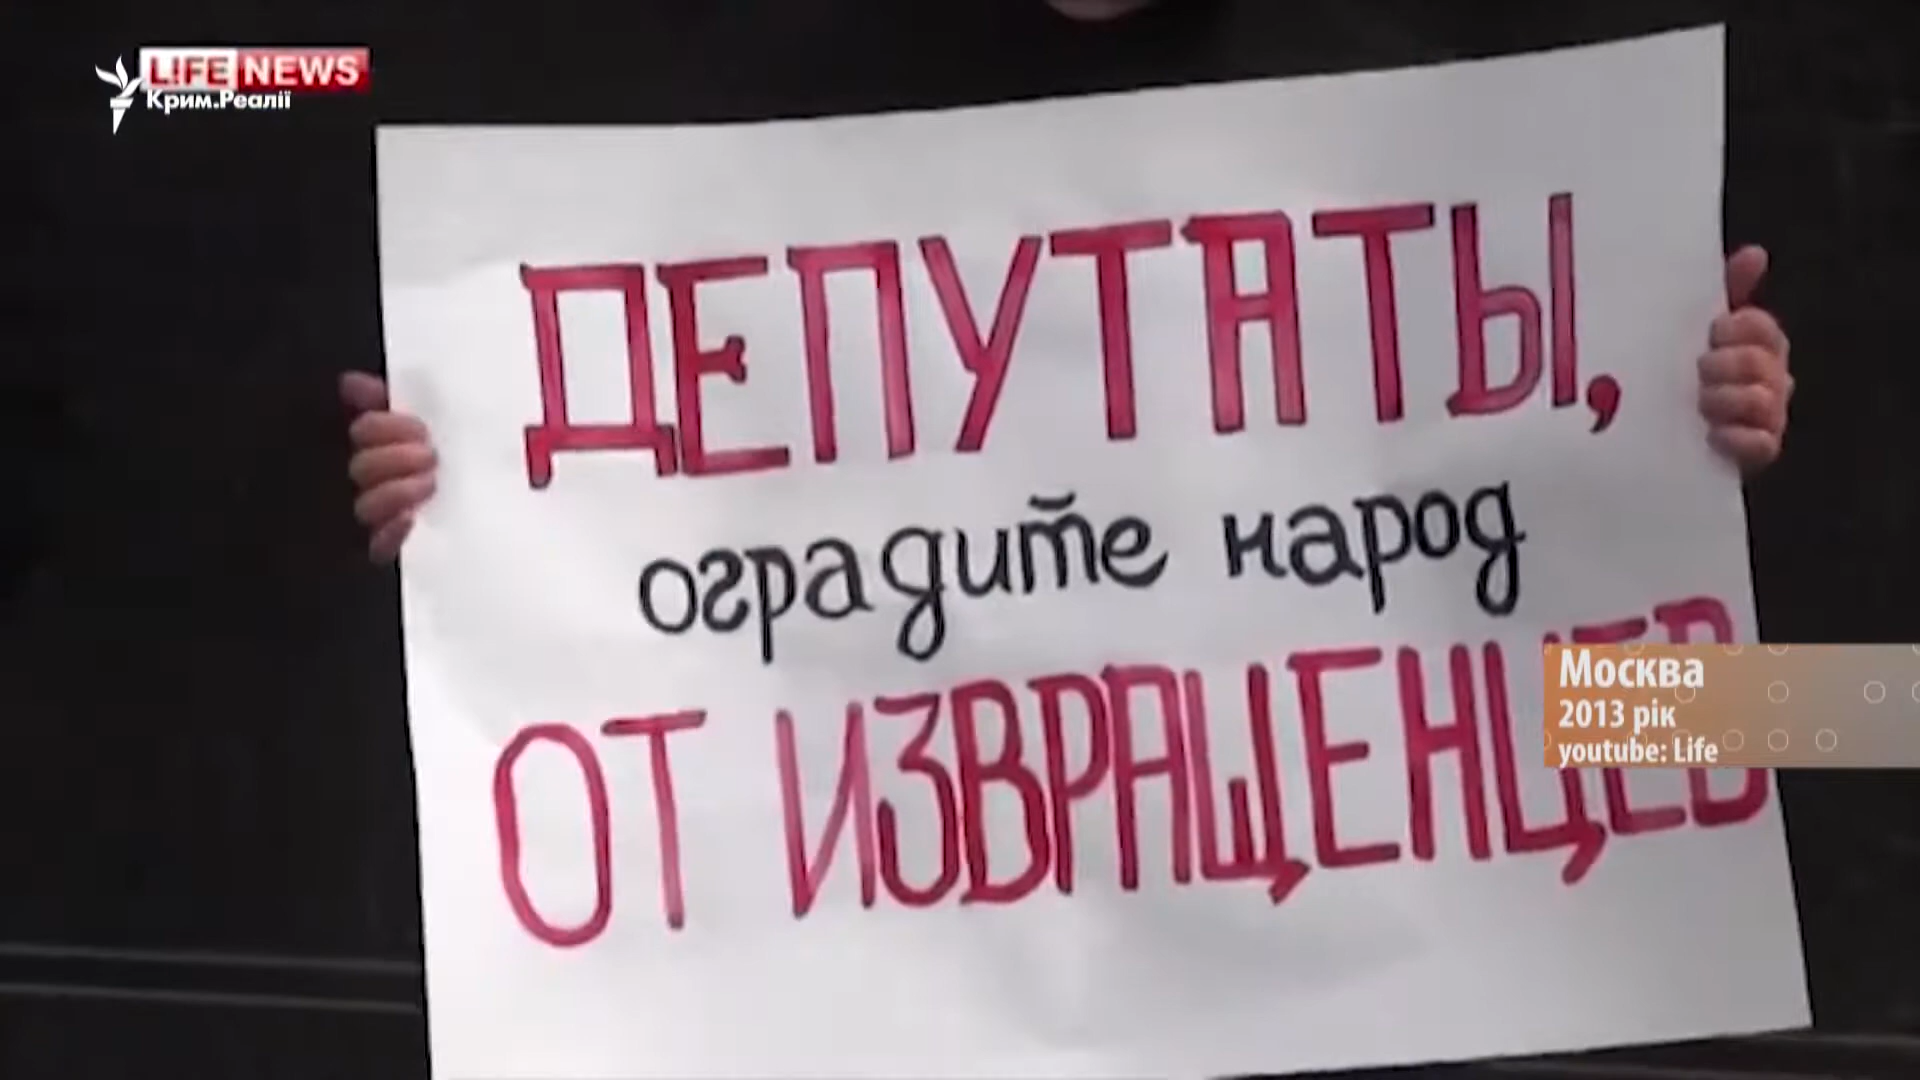 LIFE NEWS
Крим.Реалії
ДЕПУТАТЫ,
оградите народ
ОТ ИЗВРАЩЕНЦЕВ
Москва
2013 рік
youtube: Life